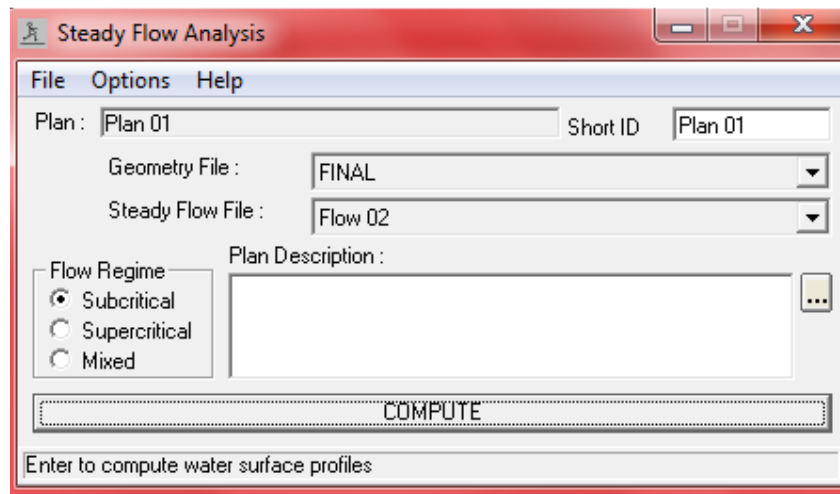 Steady Flow Analysis
File Options Help
Plan : Plan 01 Short ID Plan 01
Geometry File : FINAL
Steady Flow File : Flow 02
Plan Description :
Flow Regime
Subcritical
Supercritical
Mixed
...
COMPUTE
Enter to compute water surface profiles